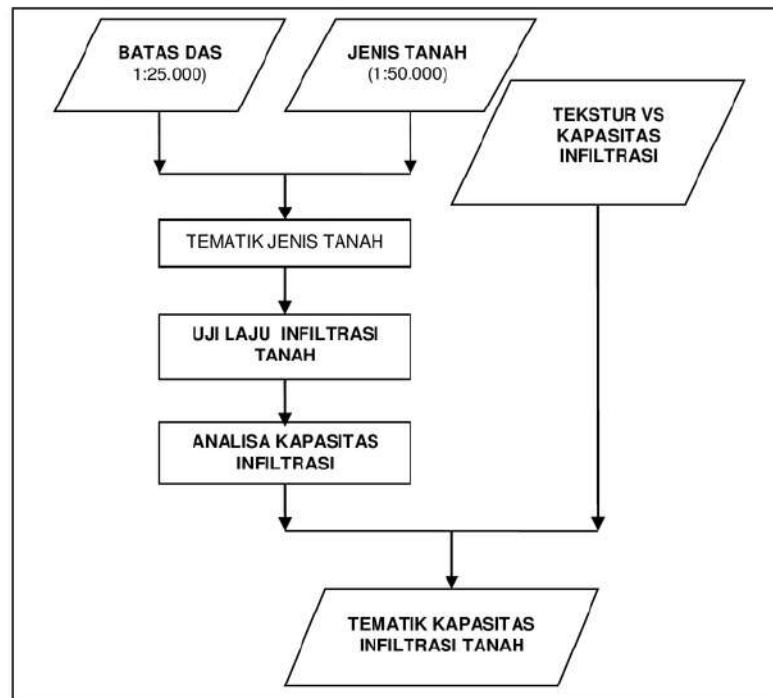 BATAS DAS
1:25.000)
JENIS TANAH
(1:50.000)
TEKSTUR VS
KAPASITAS
INFILTRASI
TEMATIK JENIS TANAH
UJI LAJU INFILTRASI
TANAH
ANALISA KAPASITAS
INFILTRASI
TEMATIK KAPASITAS
INFILTRASI TANAH